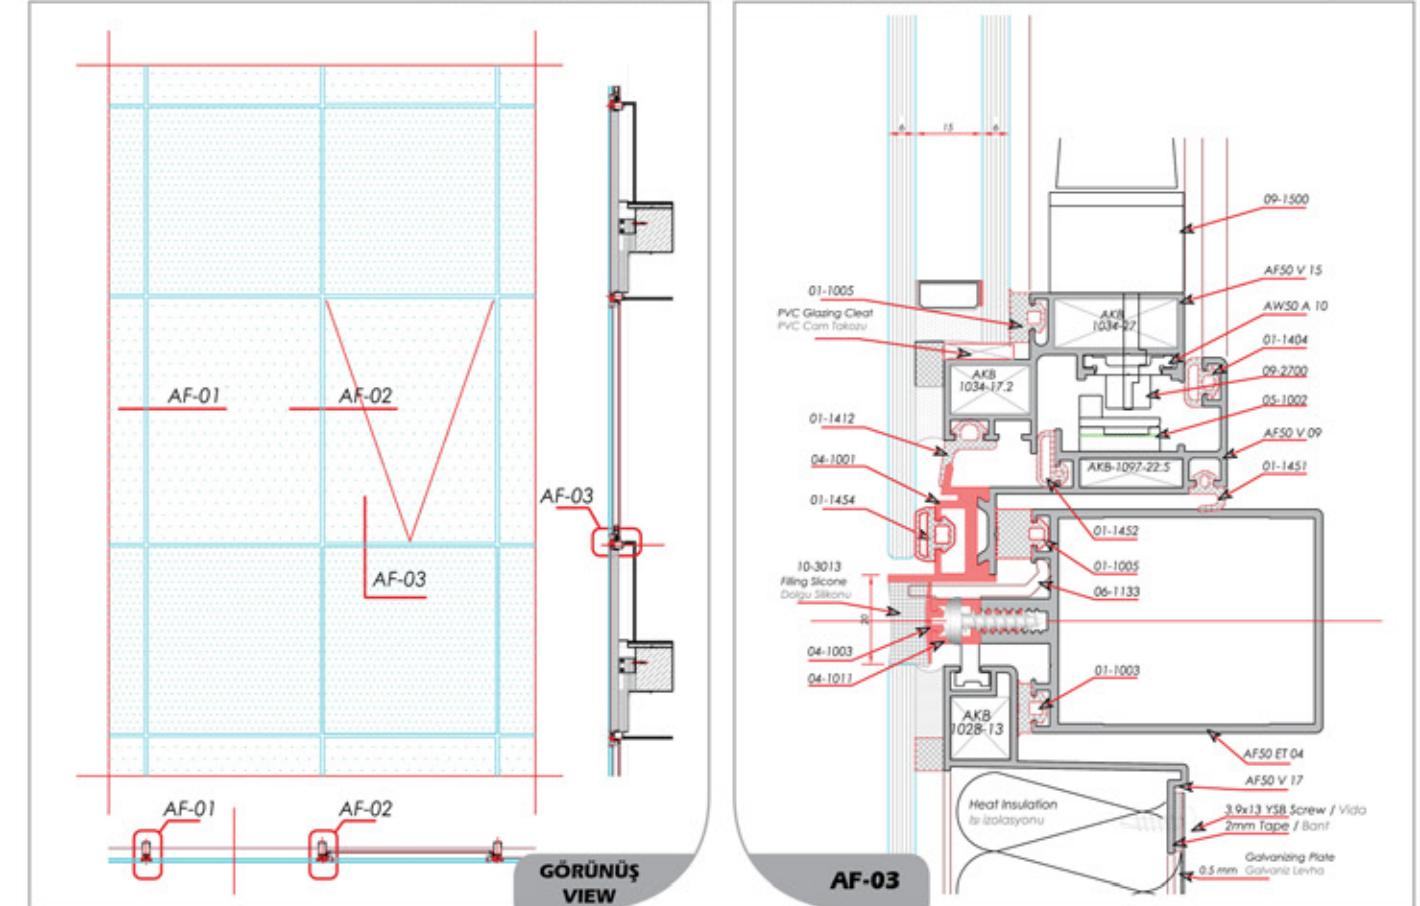 AF-01
AF-02
AF-03
AF-03
AF-01
AF-02
GÖRÜNÜŞ
VIEW
6
15
6
09-1500
AF50 V 15
01-1005
PVC Glazing Cleat
PVC Cam Takozu
AKB
1034-27
AW50 A 10
01-1404
AKB
1034-17.2
09-2700
05-1002
01-1412
AF50 V 09
04-1001
AKB-1097-22.5
01-1451
01-1454
01-1452
10-3013
Filling Slicone
Dolgu Silikonu
01-1005
06-1133
20
04-1003
04-1011
01-1003
AKB
1028-13
AF50 ET 04
AF50 V 17
Heat Insulation
Isı izolasyonu
3.9x13 YSB Screw / Vida
2mm Tape / Bant
Galvanizing Plate
0.5 mm Galvaniz Levha
AF-03